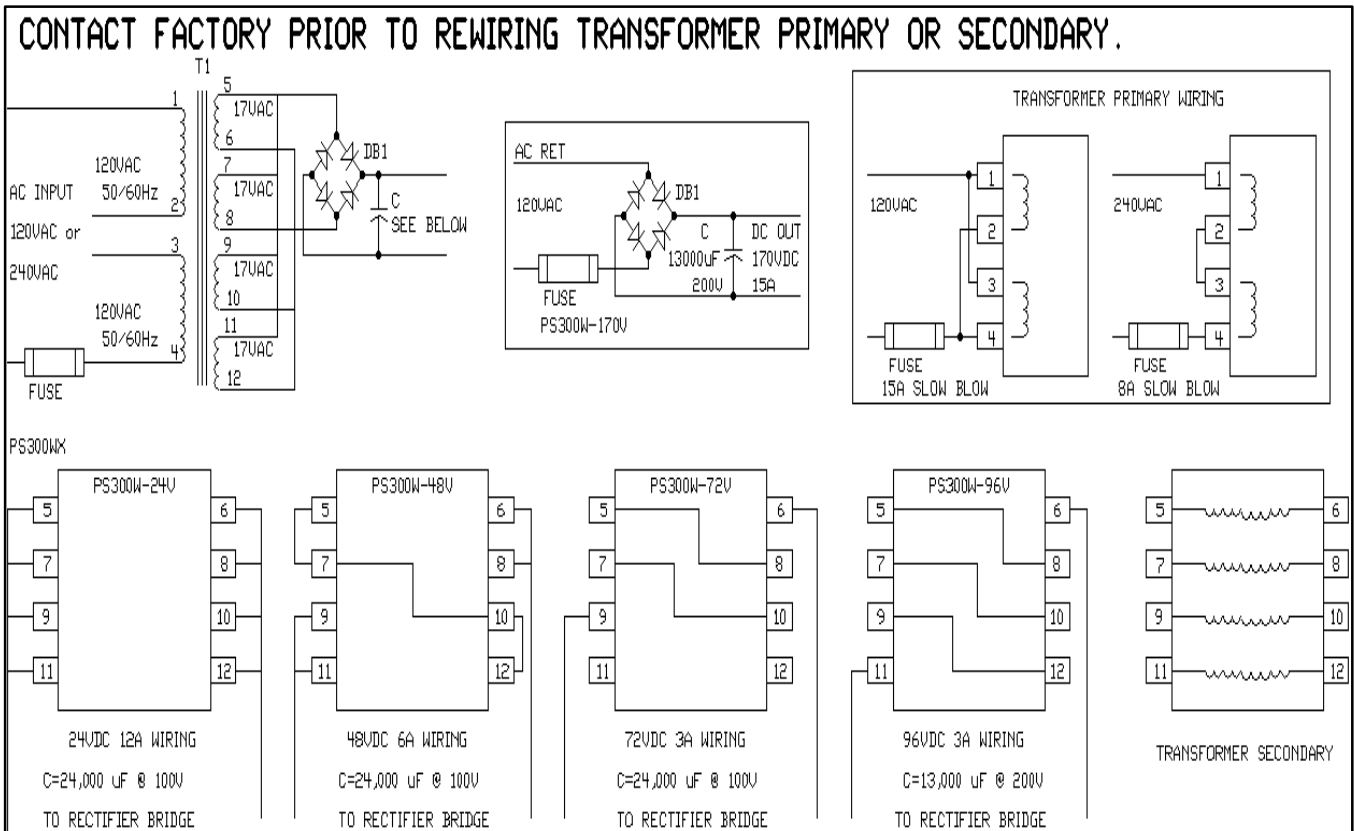 CONTACT FACTORY PRIOR TO REWIRING TRANSFORMER PRIMARY OR SECONDARY.
T1
1
5
17VAC
6
7
17VAC
8
9
17VAC
10
11
17VAC
12
120VAC
50/60Hz
2
3
120VAC
50/60Hz
4
AC INPUT
120VAC or
240VAC
FUSE
DB1
C
SEE BELOW
AC RET
120VAC
DB1
C
13000uF
200V
DC OUT
170VDC
15A
FUSE
PS300W-170V
TRANSFORMER PRIMARY WIRING
120VAC
1
2
3
4
FUSE
15A SLOW BLOW
240VAC
1
2
3
4
FUSE
8A SLOW BLOW
PS300WX
PS300W-24V
5
6
7
8
9
10
11
12
24VDC 12A WIRING
C=24,000 uF @ 100V
TO RECTIFIER BRIDGE
PS300W-48V
5
6
7
8
9
10
11
12
48VDC 6A WIRING
C=24,000 uF @ 100V
TO RECTIFIER BRIDGE
PS300W-72V
5
6
7
8
9
10
11
12
72VDC 3A WIRING
C=24,000 uF @ 100V
TO RECTIFIER BRIDGE
PS300W-96V
5
6
7
8
9
10
11
12
96VDC 3A WIRING
C=13,000 uF @ 200V
TO RECTIFIER BRIDGE
5
6
7
8
9
10
11
12
TRANSFORMER SECONDARY